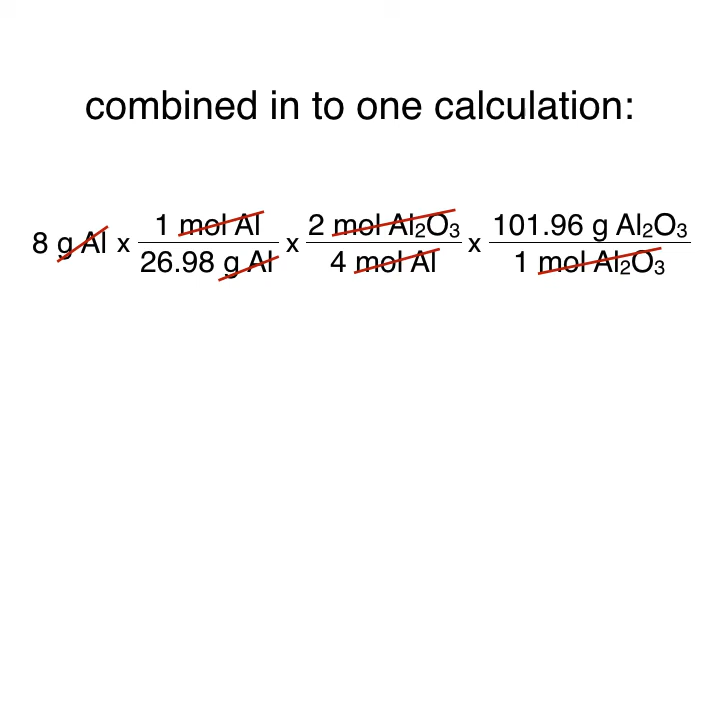 combined in to one calculation:
8 g Al x 1 mol Al / 26.98 g Al x 2 mol Al₂O₃ / 4 mol Al x 101.96 g Al₂O₃ / 1 mol Al₂O₃